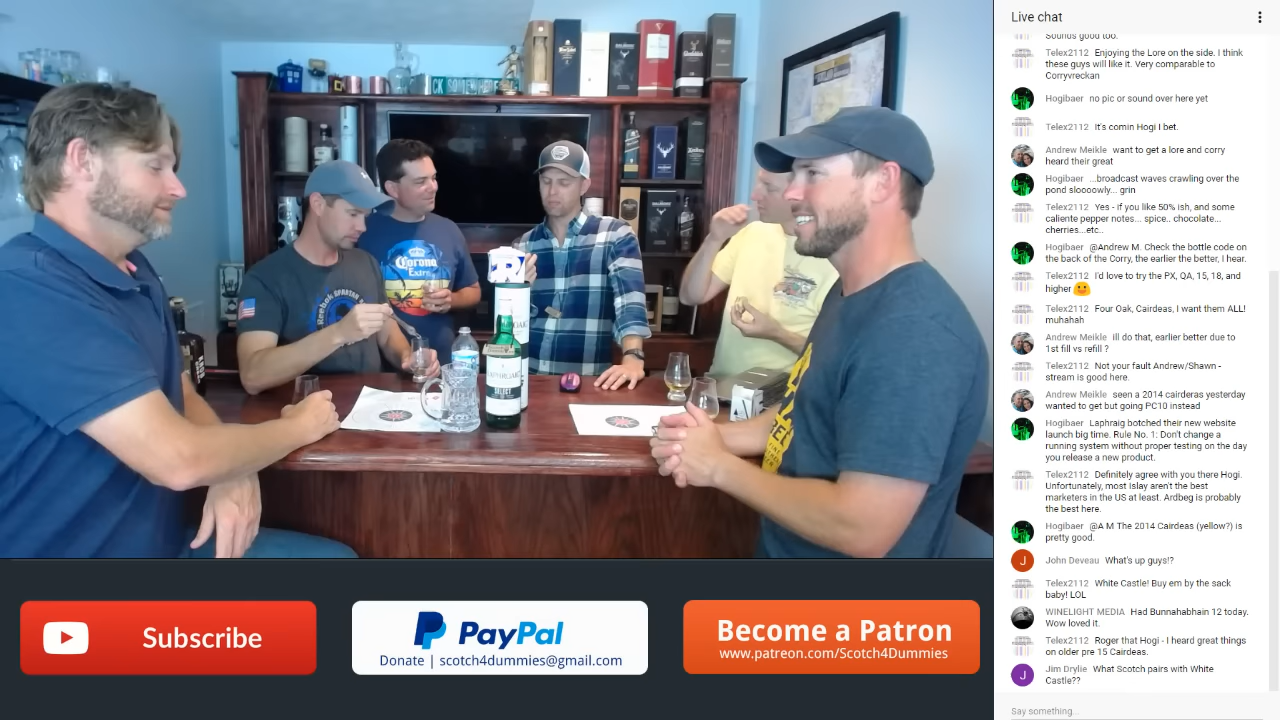 Live chat
Sounds good too.
Telex2112 Enjoying the Lore on the side. I think
these guys will like it. Very comparable to
Corryvreckan
Hogibaer no pic or sound over here yet
Telex2112 It's comin Hogi I bet.
Andrew Meikle want to get a lore and corry
heard their great
Hogibaer ...broadcast waves crawling over the
pond sloooowly... grin
Telex2112 Yes - if you like 50% ish, and some
caliente pepper notes... spice.. chocolate...
cherries...etc..
Hogibaer @Andrew M. Check the bottle code on
the back of the Corry, the earlier the better, I hear.
Telex2112 I'd love to try the PX, QA, 15, 18, and
higher
Telex2112 Four Oak, Cairdeas, I want them ALL!
muhahah
Andrew Meikle ill do that, earlier better due to
1st fill vs refill ?
Telex2112 Not your fault Andrew/Shawn -
stream is good here.
Andrew Meikle seen a 2014 cairderas yesterday
wanted to get but going PC10 instead
Hogibaer Laphraig botched their new website
launch big time. Rule No. 1: Don't change a
running system without proper testing on the day
you release a new product.
Telex2112 Definitely agree with you there Hogi.
Unfortunately, most Islay aren't the best
marketers in the US at least. Ardbeg is probably
the best here.
Hogibaer @A M The 2014 Cairdeas (yellow?) is
pretty good.
J
John Deveau What's up guys!?
Telex2112 White Castle! Buy em by the sack
baby! LOL
WINELIGHT MEDIA Had Bunnahabhain 12 today.
Wow loved it.
Telex2112 Roger that Hogi - I heard great things
on older pre 15 Cairdeas.
J
Jim Drylie What Scotch pairs with White
Castle??
Say something...
Corona
Extra
Reebok SPARTAN
SELECT
Subscribe
PayPal
Donate | scotch4dummies@gmail.com
Become a Patron
www.patreon.com/Scotch4Dummies